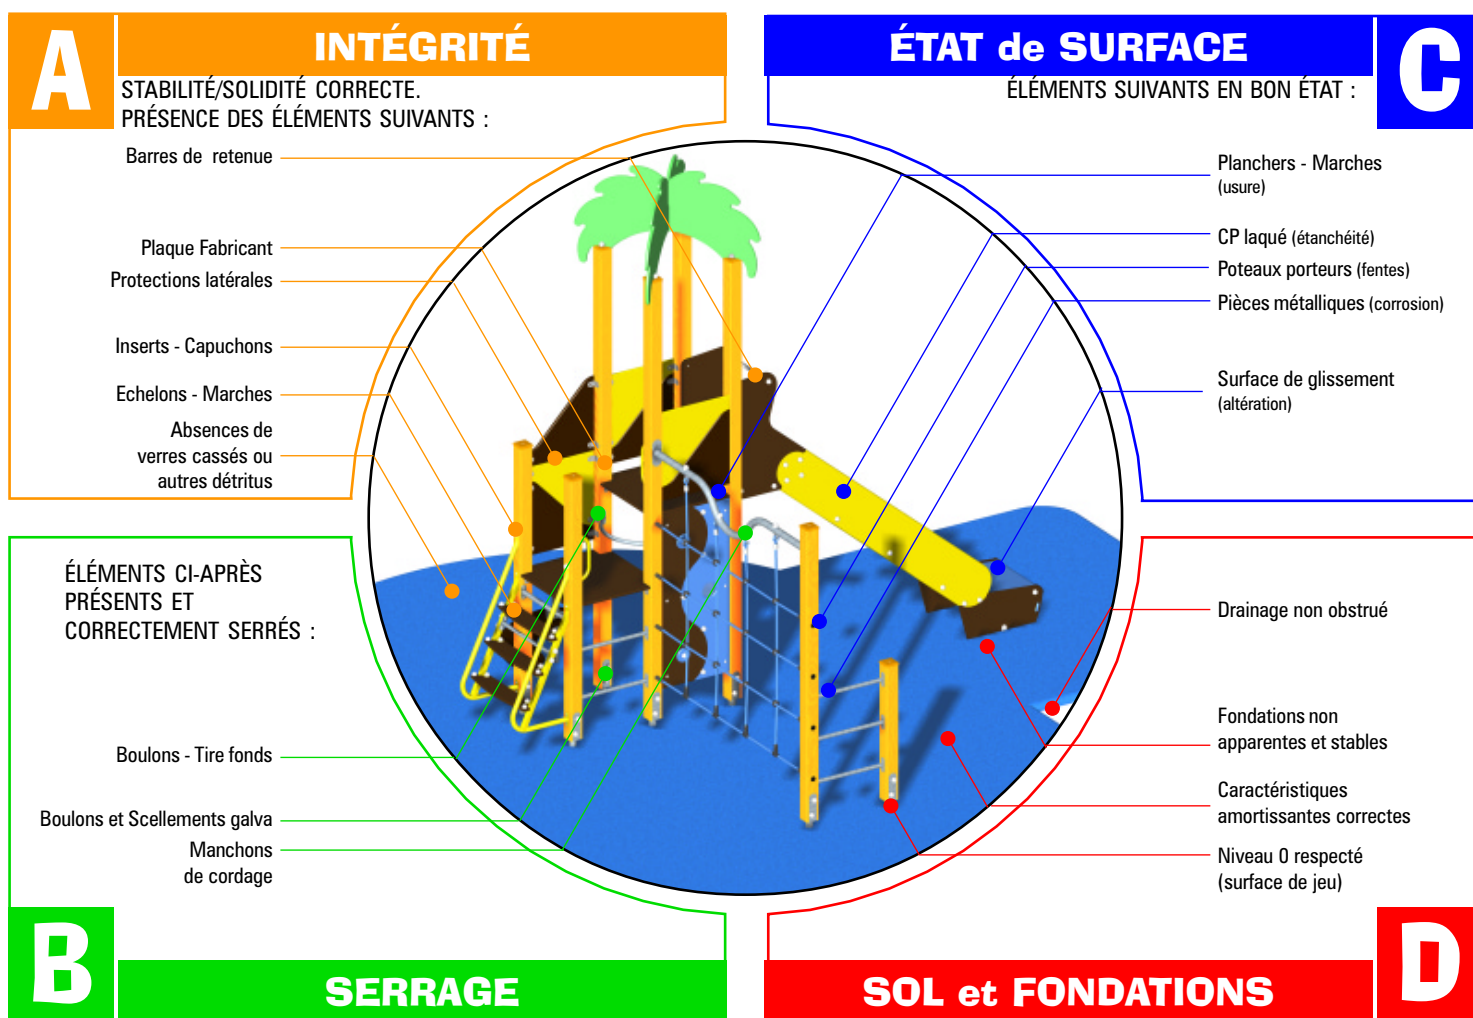 A
INTÉGRITÉ
STABILITÉ/SOLIDITÉ CORRECTE.
PRÉSENCE DES ÉLÉMENTS SUIVANTS :
Barres de retenue
Plaque Fabricant
Protections latérales
Inserts - Capuchons
Echelons - Marches
Absences de
verres cassés ou
autres détritus
ÉTAT de SURFACE
C
ÉLÉMENTS SUIVANTS EN BON ÉTAT :
Planchers - Marches
(usure)
CP laqué (étanchéité)
Poteaux porteurs (fentes)
Pièces métalliques (corrosion)
Surface de glissement
(altération)
ÉLÉMENTS CI-APRÈS
PRÉSENTS ET
CORRECTEMENT SERRÉS :
Boulons - Tire fonds
Boulons et Scellements galva
Manchons
de cordage
B
SERRAGE
Drainage non obstrué
Fondations non
apparentes et stables
Caractéristiques
amortissantes correctes
Niveau 0 respecté
(surface de jeu)
SOL et FONDATIONS
D